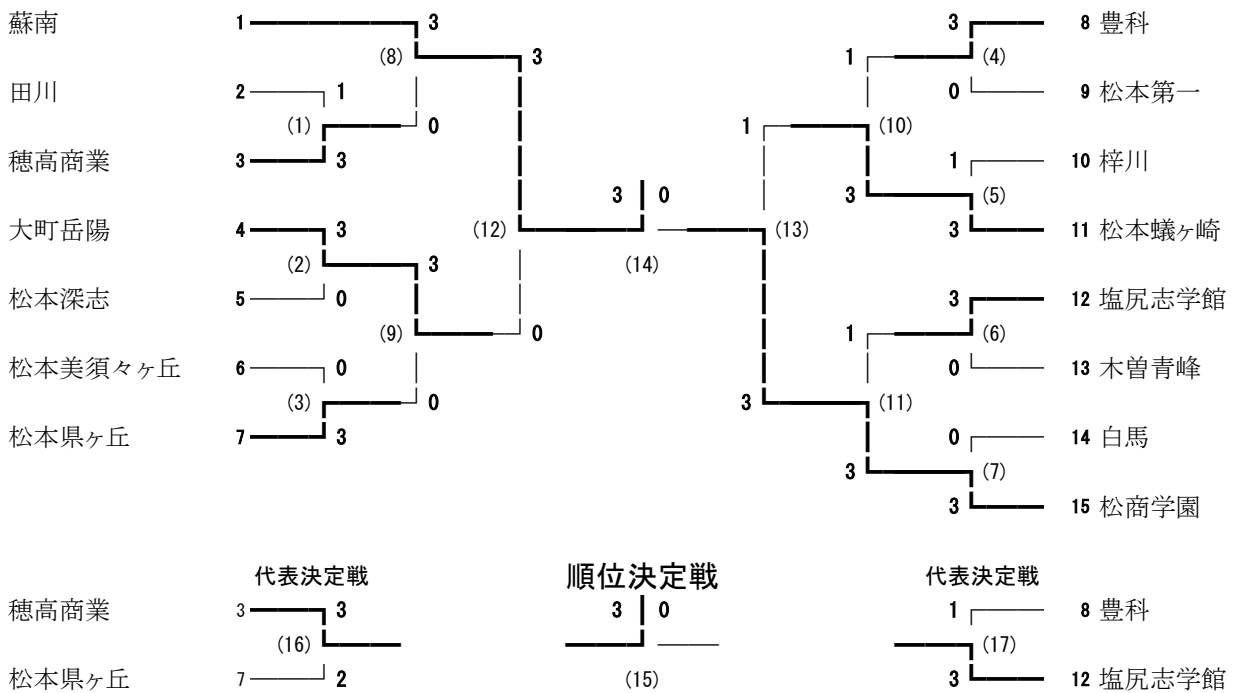 蘇南 1 3 3 8 豊科
(8) 3 1 (4)
田川 2 1 0 9 松本第一
(1) 0 1 (10)
穂高商業 3 3 1 10 梓川
3 0 3 (5)
大町岳陽 4 3 (12) (13) 3 11 松本蟻ヶ崎
(2) 3 (14)
松本深志 5 0 3 12 塩尻志学館
(9) 0 1 (6)
松本美須々ヶ丘 6 0 0 13 木曽青峰
(3) 0 3 (11)
松本県ヶ丘 7 3 0 14 白馬
3 (7)
3 15 松商学園
代表決定戦 順位決定戦 代表決定戦
穂高商業 3 3 3 0 1 8 豊科
(16) (17)
松本県ヶ丘 7 2 (15) 3 12 塩尻志学館